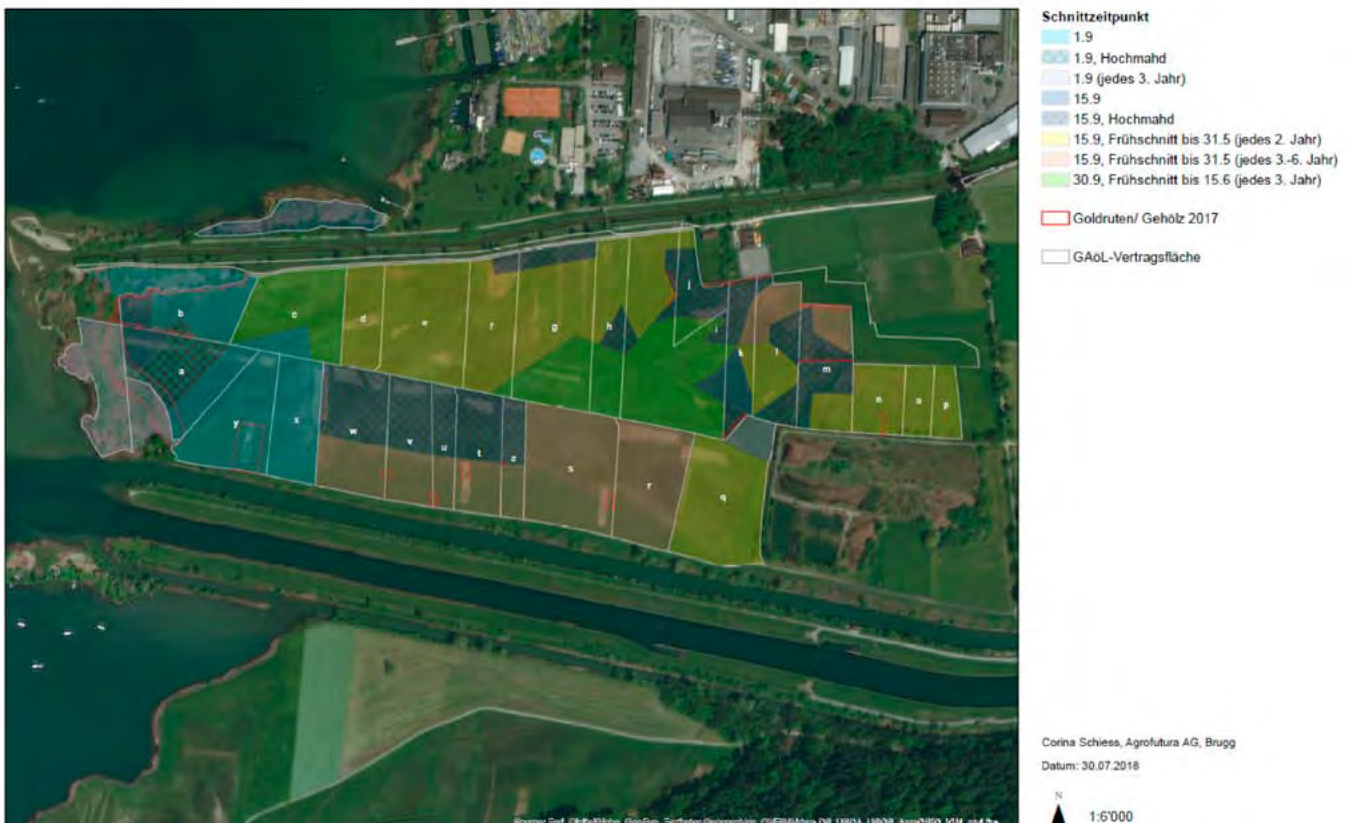 Schnittzeitpunkt
1.9
1.9, Hochmahd
1.9 (jedes 3. Jahr)
15.9
15.9, Hochmahd
15.9, Frühschnitt bis 31.5 (jedes 2. Jahr)
15.9, Frühschnitt bis 31.5 (jedes 3.-6. Jahr)
30.9, Frühschnitt bis 15.6 (jedes 3. Jahr)
Goldruten/ Gehölz 2017
GAöL-Vertragsfläche
b
c
d
e
f
g
h
j
i
k
l
m
n
o
p
a
y
x
w
v
u
t
z
s
r
q
Corina Schiess, Agrofutura AG, Brugg
Datum: 30.07.2018
N
1:6'000